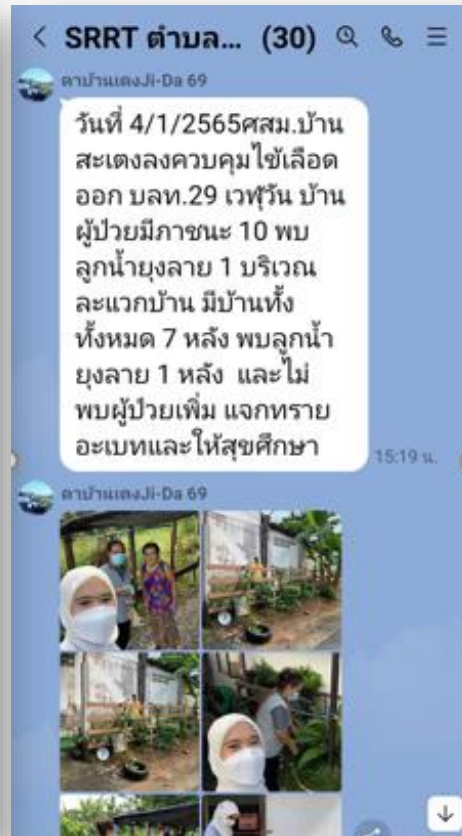 SRRT ตำบล... (30)
ตาบ้านเตงJi-Da 69
วันที่ 4/1/2565ศสม.บ้าน
สะเตงลงควบคุมไข้เลือด
ออก บลท.29 เวฬุวัน บ้าน
ผู้ป่วยมีภาชนะ 10 พบ
ลูกน้ำยุงลาย 1 บริเวณ
ละแวกบ้าน มีบ้านทั้ง
ทั้งหมด 7 หลัง พบลูกน้ำ
ยุงลาย 1 หลัง และไม่
พบผู้ป่วยเพิ่ม แจกทราย
อะเบทและให้สุขศึกษา
15:19 น.
ตาบ้านเตงJi-Da 69